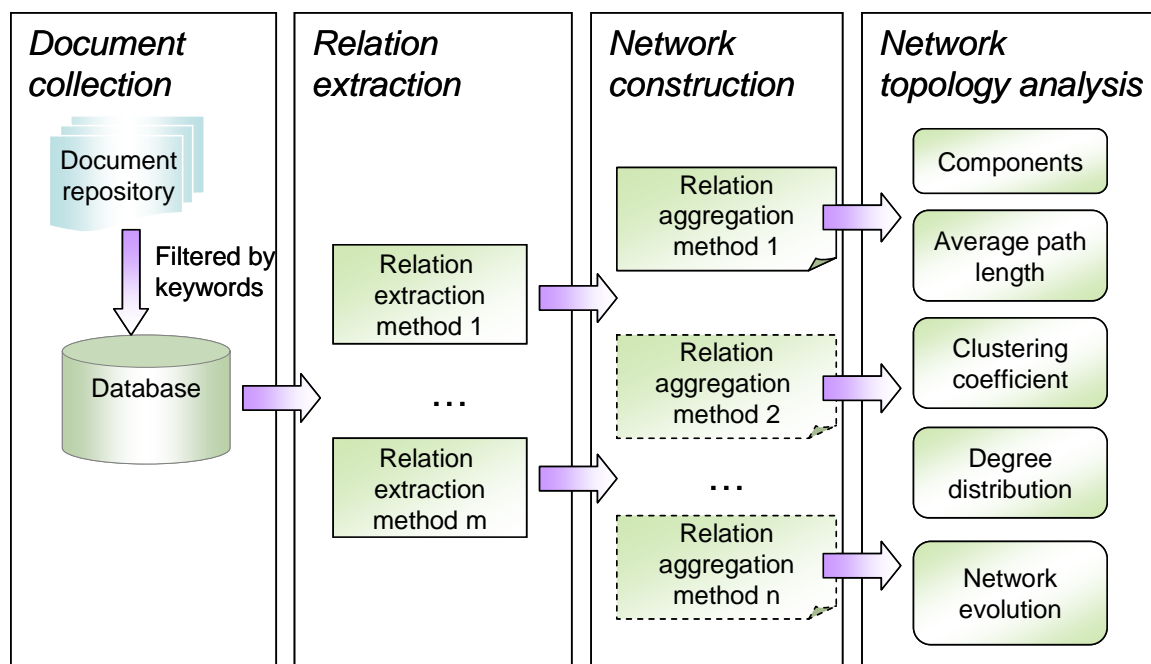 Document
collection
Document
repository
Filtered by
keywords
Database
Relation
extraction
Relation
extraction
method 1
...
Relation
extraction
method m
Network
construction
Relation
aggregation
method 1
Relation
aggregation
method 2
...
Relation
aggregation
method n
Network
topology analysis
Components
Average path
length
Clustering
coefficient
Degree
distribution
Network
evolution